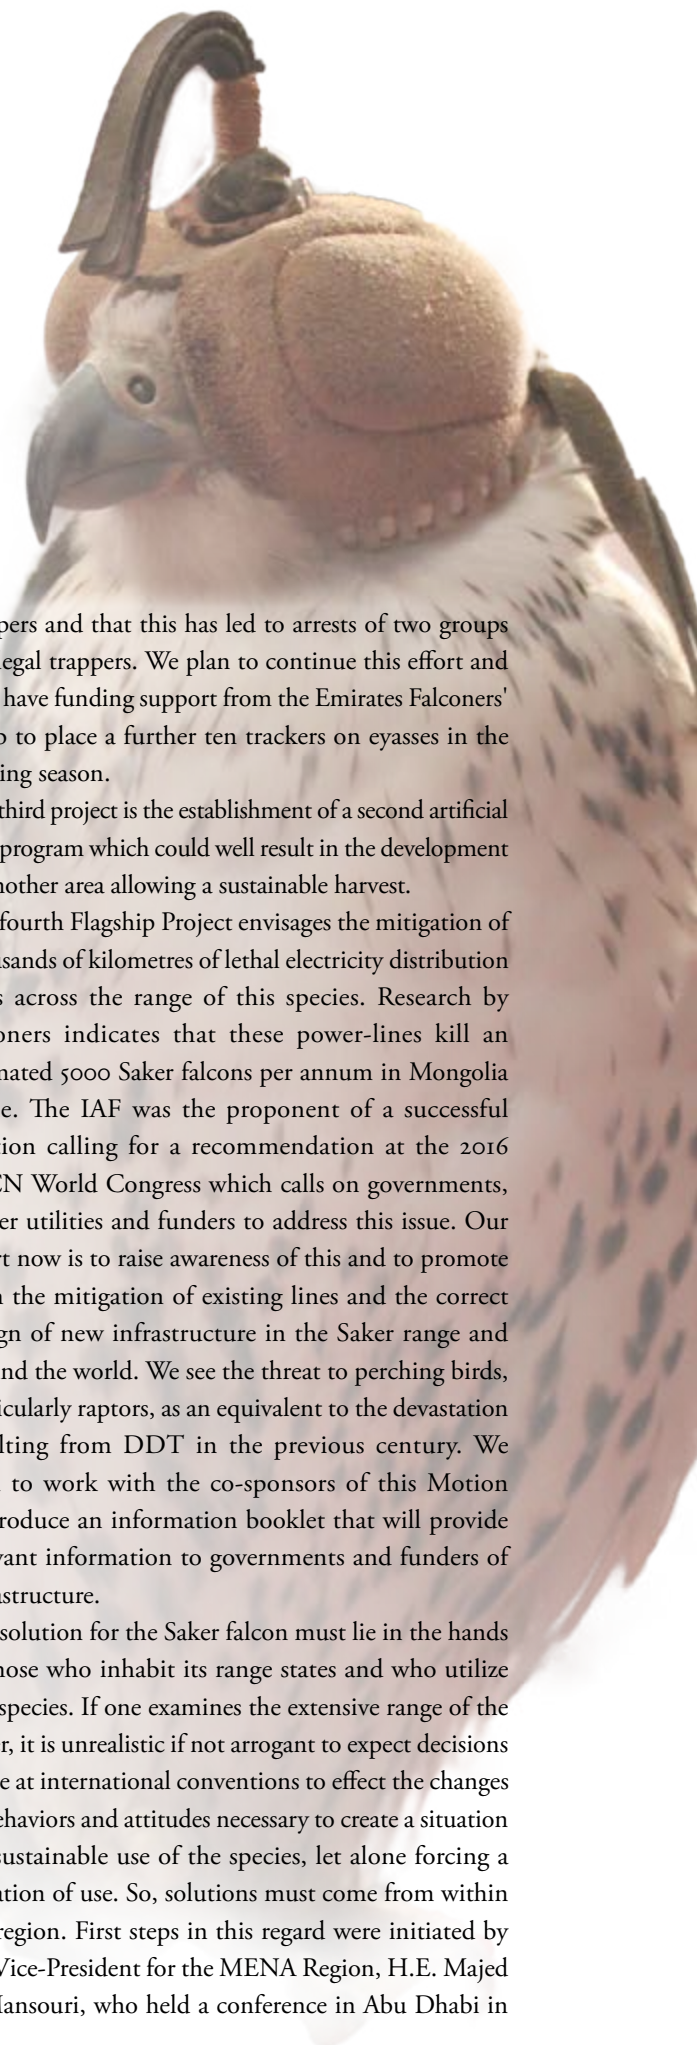 pers and that this has led to arrests of two groups
legal trappers. We plan to continue this effort and
have funding support from the Emirates Falconers'
to place a further ten trackers on eyasses in the
ing season.
third project is the establishment of a second artificial
program which could well result in the development
nother area allowing a sustainable harvest.
fourth Flagship Project envisages the mitigation of
usands of kilometres of lethal electricity distribution
s across the range of this species. Research by
oners indicates that these power-lines kill an
mated 5000 Saker falcons per annum in Mongolia
e. The IAF was the proponent of a successful
tion calling for a recommendation at the 2016
CN World Congress which calls on governments,
er utilities and funders to address this issue. Our
rt now is to raise awareness of this and to promote
the mitigation of existing lines and the correct
gn of new infrastructure in the Saker range and
nd the world. We see the threat to perching birds,
icularly raptors, as an equivalent to the devastation
lting from DDT in the previous century. We
to work with the co-sponsors of this Motion
roduce an information booklet that will provide
vant information to governments and funders of
astructure.
solution for the Saker falcon must lie in the hands
hose who inhabit its range states and who utilize
species. If one examines the extensive range of the
r, it is unrealistic if not arrogant to expect decisions
e at international conventions to effect the changes
ehaviors and attitudes necessary to create a situation
sustainable use of the species, let alone forcing a
ation of use. So, solutions must come from within
region. First steps in this regard were initiated by
Vice-President for the MENA Region, H.E. Majed
Mansouri, who held a conference in Abu Dhabi in